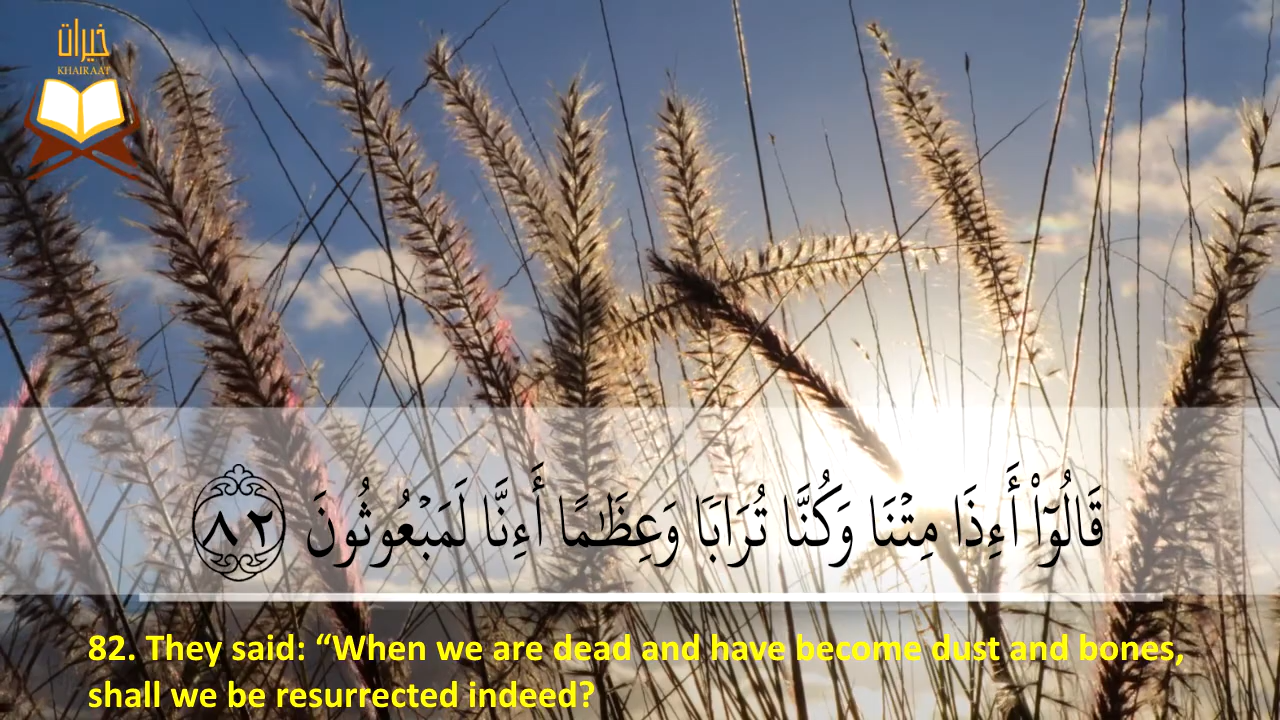 خيرات
KHAIRAAT
قَالُوٓا۟ أَءِذَا مِتْنَا وَكُنَّا تُرَابًا وَعِظَٰمًا أَءِنَّا لَمَبْعُوثُونَ ٨٢
82. They said: “When we are dead and have become dust and bones,
shall we be resurrected indeed?